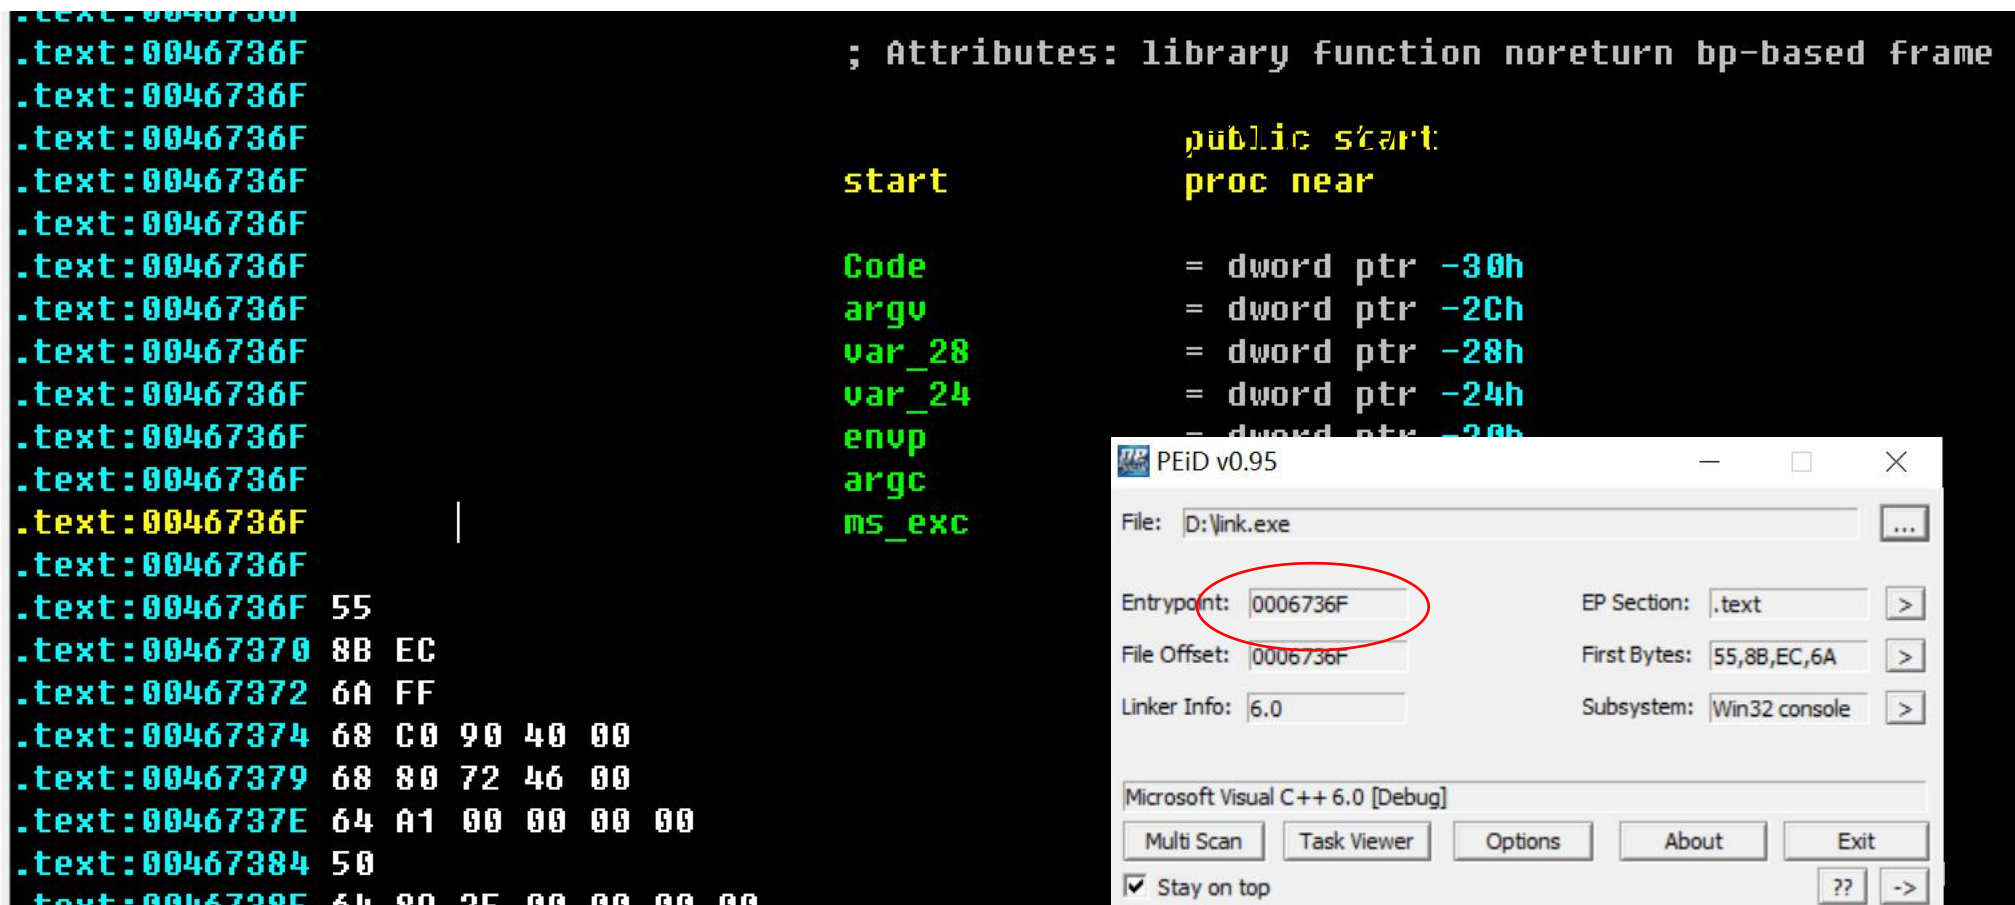 .text:0046736F ; Attributes: library function noreturn bp-based frame
.text:0046736F
.text:0046736F public start
.text:0046736F start proc near
.text:0046736F
.text:0046736F Code = dword ptr -30h
.text:0046736F argv = dword ptr -2Ch
.text:0046736F var_28 = dword ptr -28h
.text:0046736F var_24 = dword ptr -24h
.text:0046736F envp = dword ptr -20h
.text:0046736F argc
.text:0046736F ms_exc
.text:0046736F
.text:0046736F 55
.text:00467370 8B EC
.text:00467372 6A FF
.text:00467374 68 C0 90 40 00
.text:00467379 68 80 72 46 00
.text:0046737E 64 A1 00 00 00 00
.text:00467384 50
PEiD v0.95
File: D:\link.exe ...
Entrypoint: 0006736F EP Section: .text >
File Offset: 0006736F First Bytes: 55,8B,EC,6A >
Linker Info: 6.0 Subsystem: Win32 console >
Microsoft Visual C++ 6.0 [Debug]
Multi Scan Task Viewer Options About Exit
Stay on top ?? ->